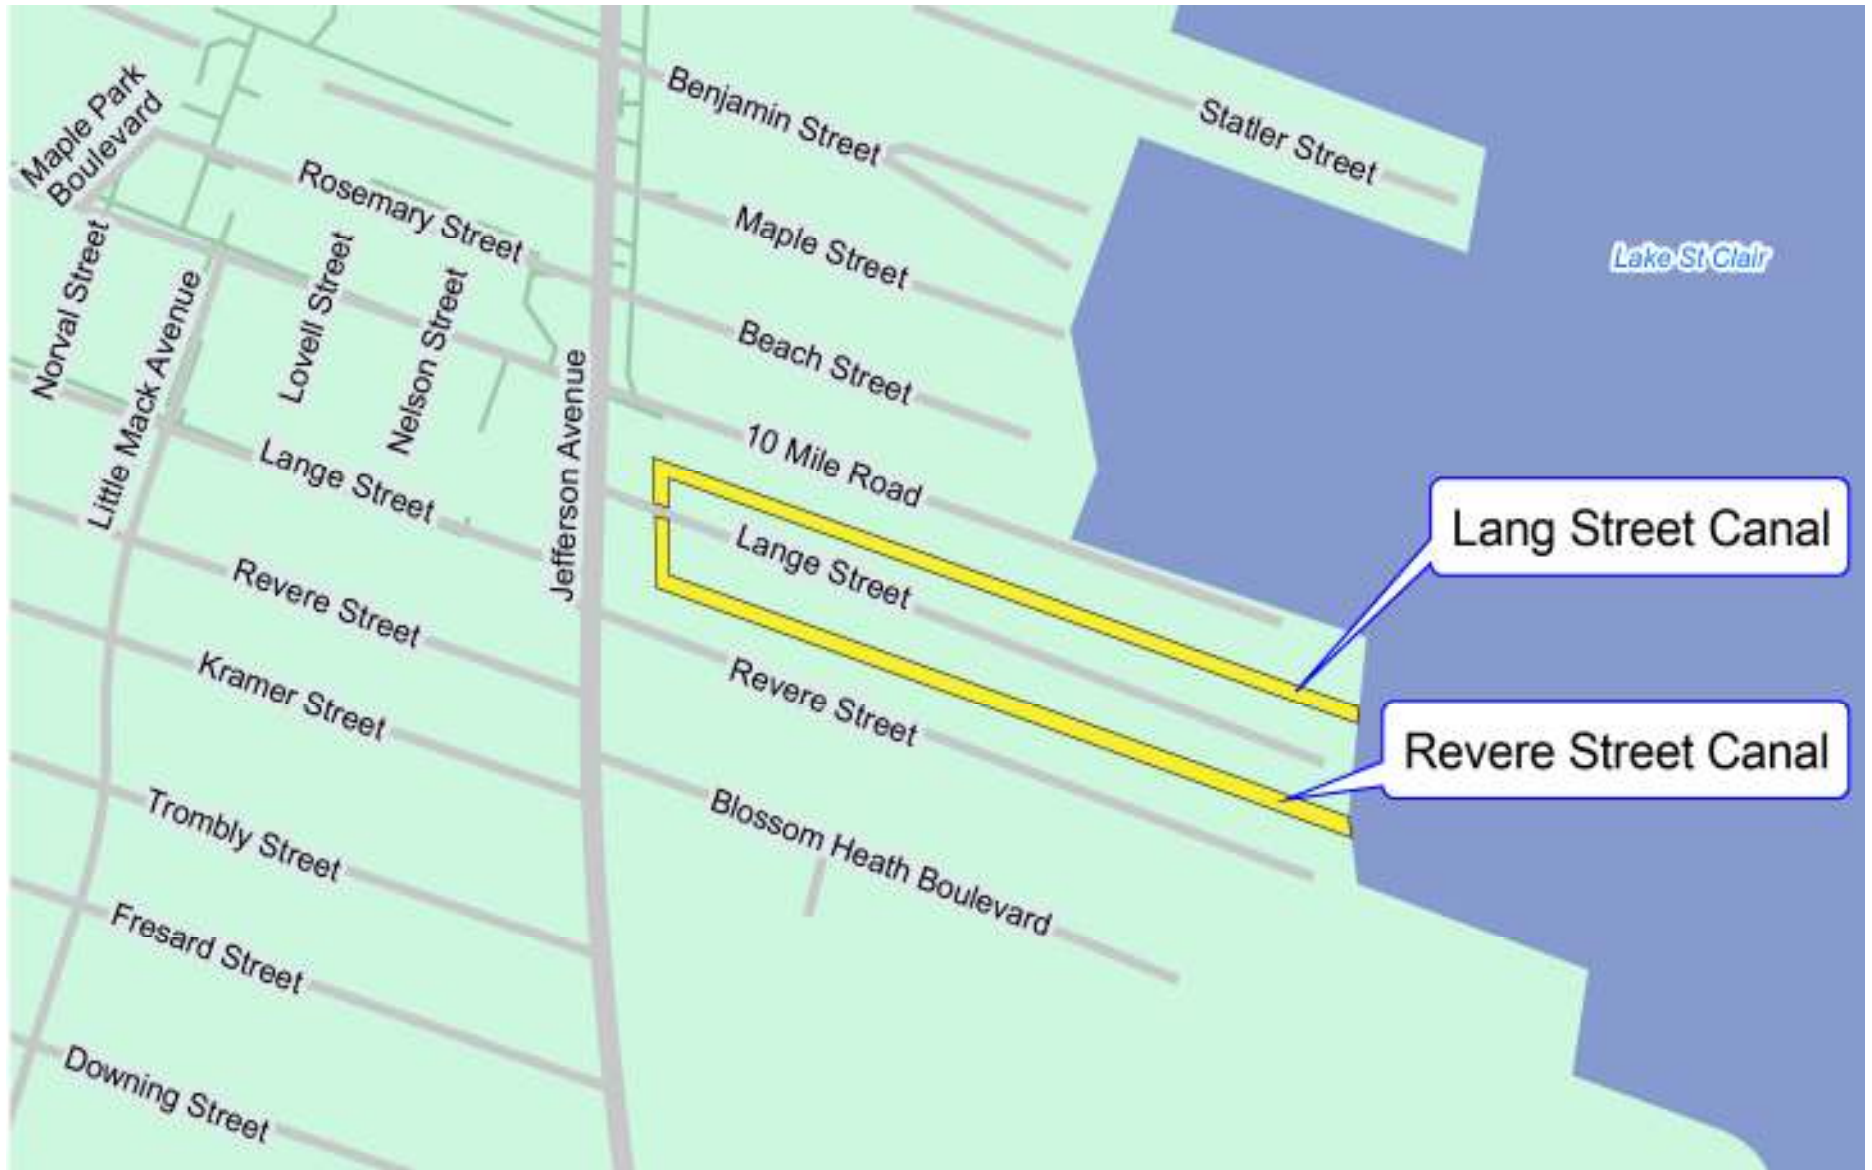 Maple Park
Boulevard
Benjamin Street
Statler Street
Rosemary Street
Maple Street
Lake St Clair
Norval Street
Little Mack Avenue
Lovell Street
Nelson Street
Beach Street
Jefferson Avenue
10 Mile Road
Lange Street
Lange Street
Lang Street Canal
Revere Street
Revere Street
Revere Street Canal
Kramer Street
Blossom Heath Boulevard
Trombly Street
Fresard Street
Downing Street